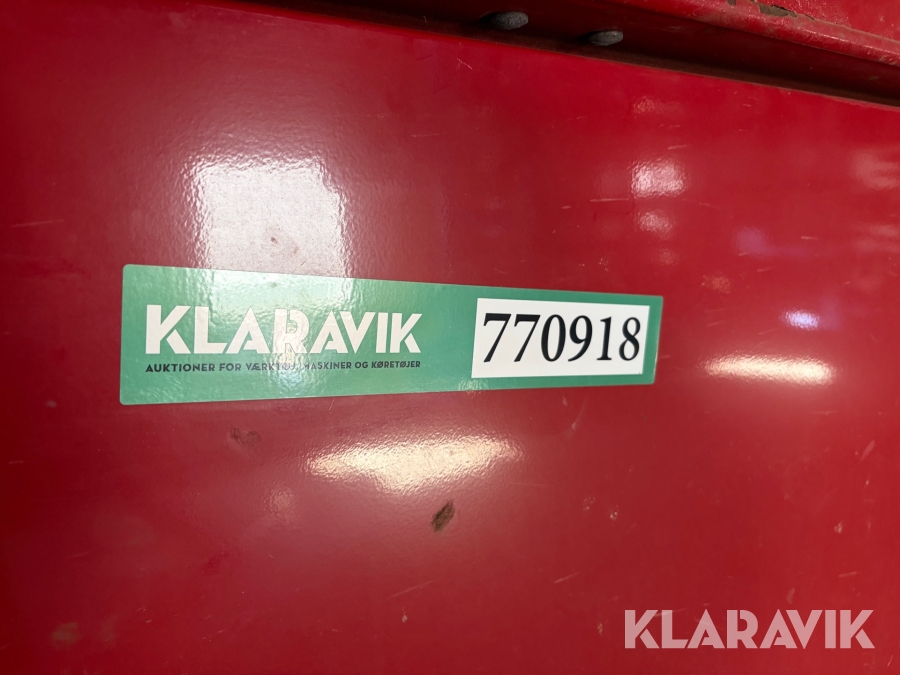 KLARAVIK
AUKTIONER FOR VÆRKTØJ, MASKINER OG KØRETØJER
770918
KLARAVIK